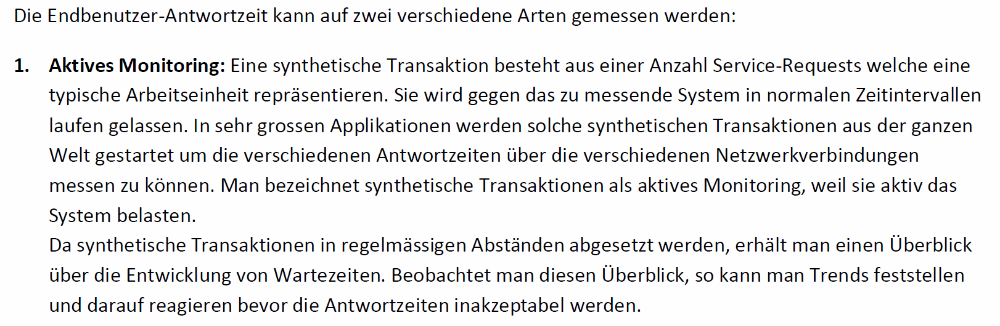 Die Endbenutzer-Antwortzeit kann auf zwei verschiedene Arten gemessen werden:
1. Aktives Monitoring: Eine synthetische Transaktion besteht aus einer Anzahl Service-Requests welche eine
typische Arbeitseinheit repräsentieren. Sie wird gegen das zu messende System in normalen Zeitintervallen
laufen gelassen. In sehr grossen Applikationen werden solche synthetischen Transaktionen aus der ganzen
Welt gestartet um die verschiedenen Antwortzeiten über die verschiedenen Netzwerkverbindungen
messen zu können. Man bezeichnet synthetische Transaktionen als aktives Monitoring, weil sie aktiv das
System belasten.
Da synthetische Transaktionen in regelmässigen Abständen abgesetzt werden, erhält man einen Überblick
über die Entwicklung von Wartezeiten. Beobachtet man diesen Überblick, so kann man Trends feststellen
und darauf reagieren bevor die Antwortzeiten inakzeptabel werden.